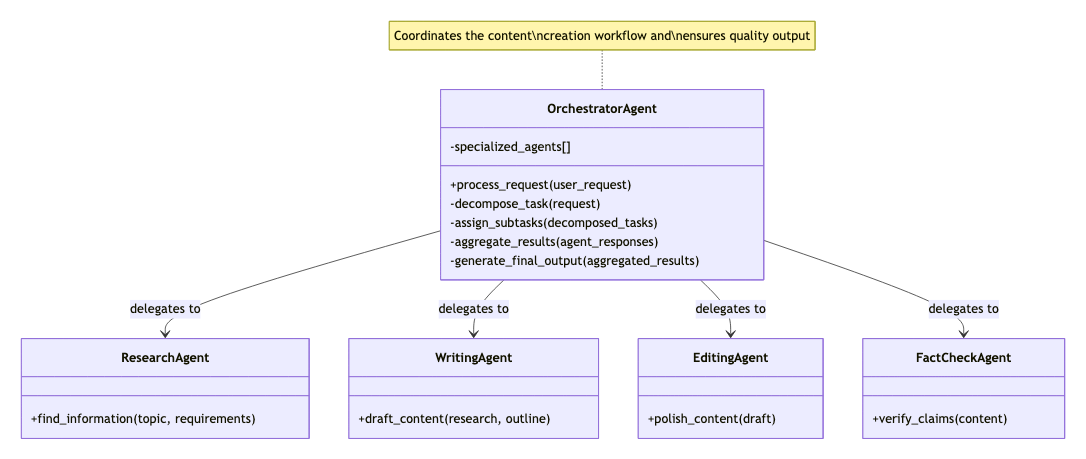 Coordinates the content\ncreation workflow and\nensures quality output
OrchestratorAgent
-specialized_agents[]
+process_request(user_request)
-decompose_task(request)
-assign_subtasks(decomposed_tasks)
-aggregate_results(agent_responses)
-generate_final_output(aggregated_results)
delegates to
delegates to
delegates to
delegates to
ResearchAgent
+find_information(topic, requirements)
WritingAgent
+draft_content(research, outline)
EditingAgent
+polish_content(draft)
FactCheckAgent
+verify_claims(content)